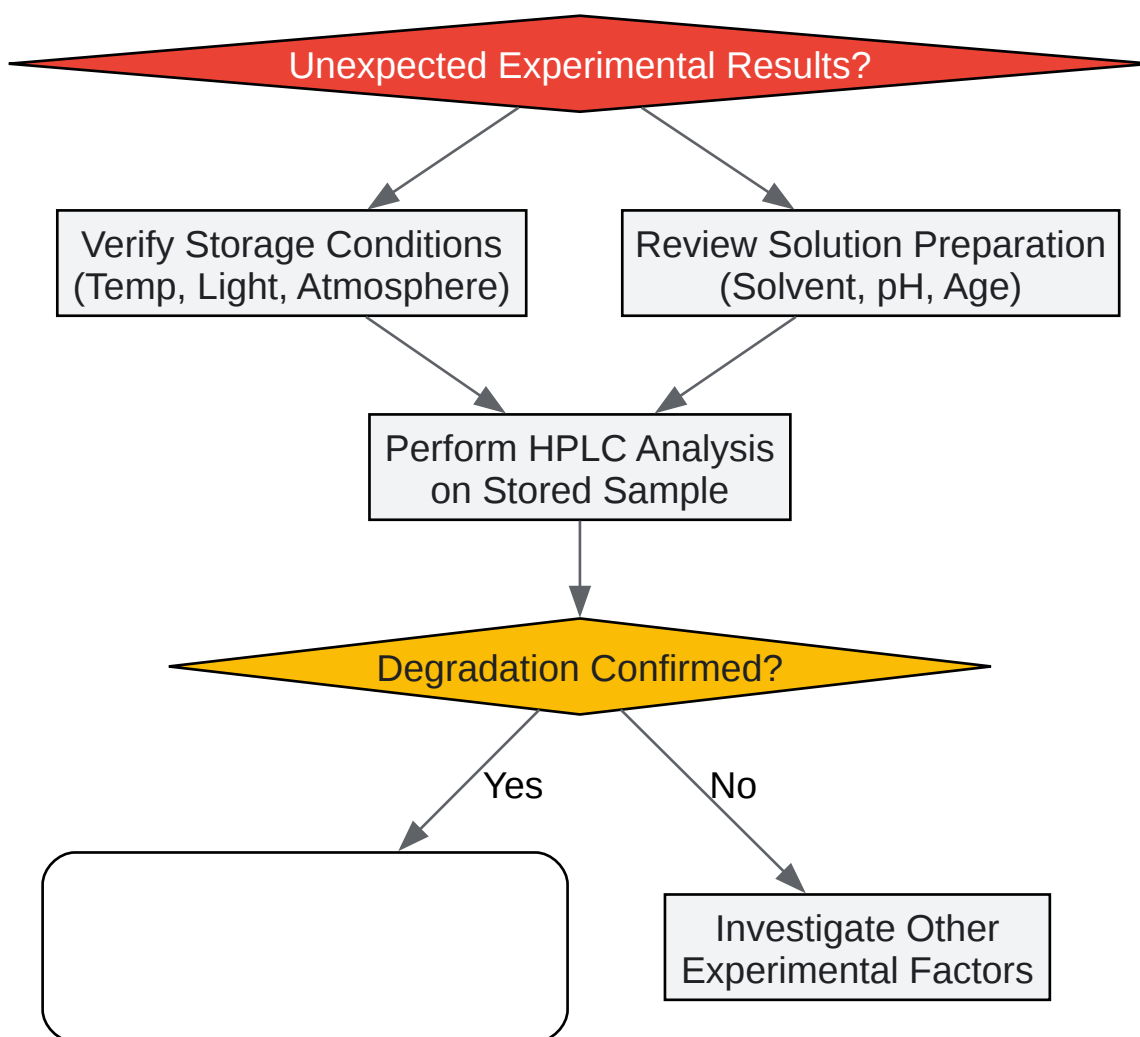 Unexpected Experimental Results?
Verify Storage Conditions
(Temp, Light, Atmosphere)
Review Solution Preparation
(Solvent, pH, Age)
Perform HPLC Analysis
on Stored Sample
Degradation Confirmed?
Yes
No
Investigate Other
Experimental Factors